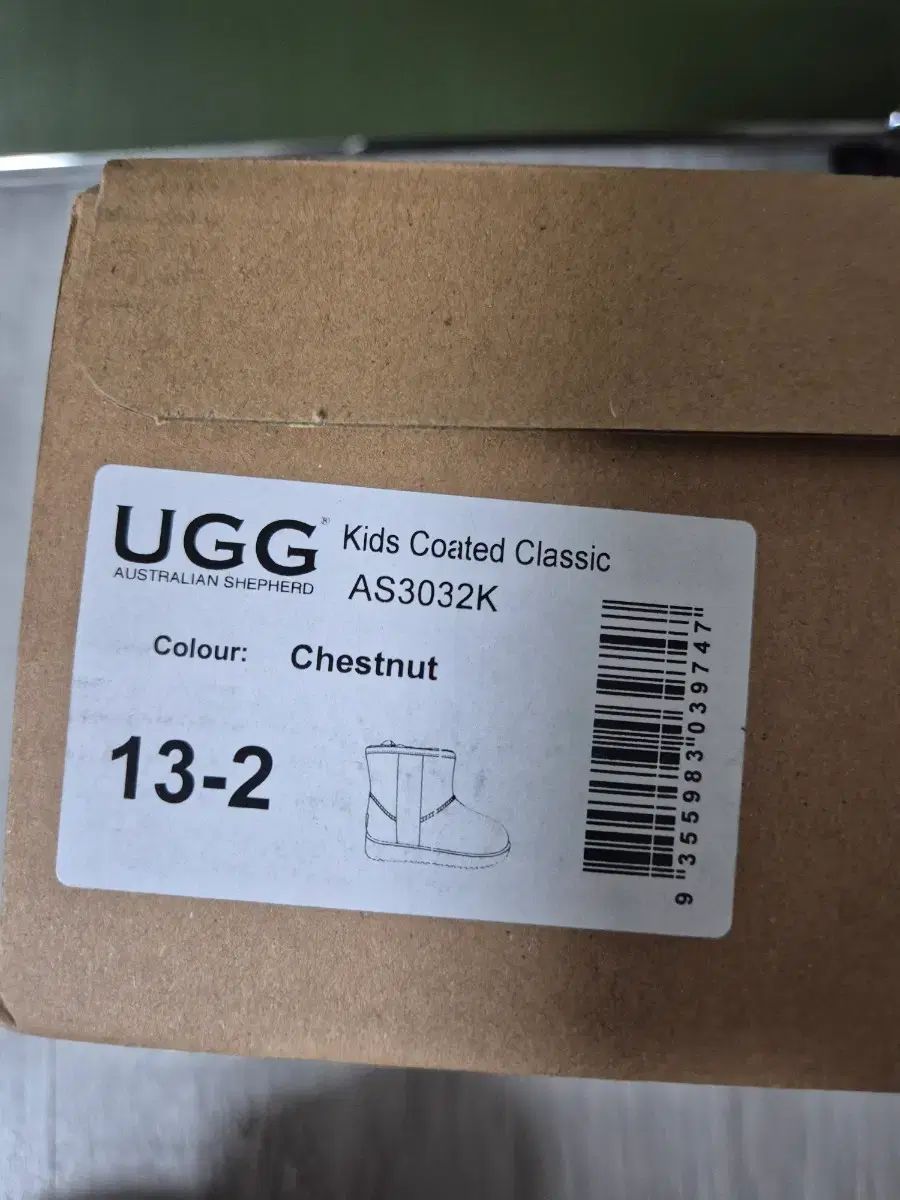 UGG®
AUSTRALIAN SHEPHERD
Kids Coated Classic
AS3032K
Colour: Chestnut
13-2
9 355983 039747